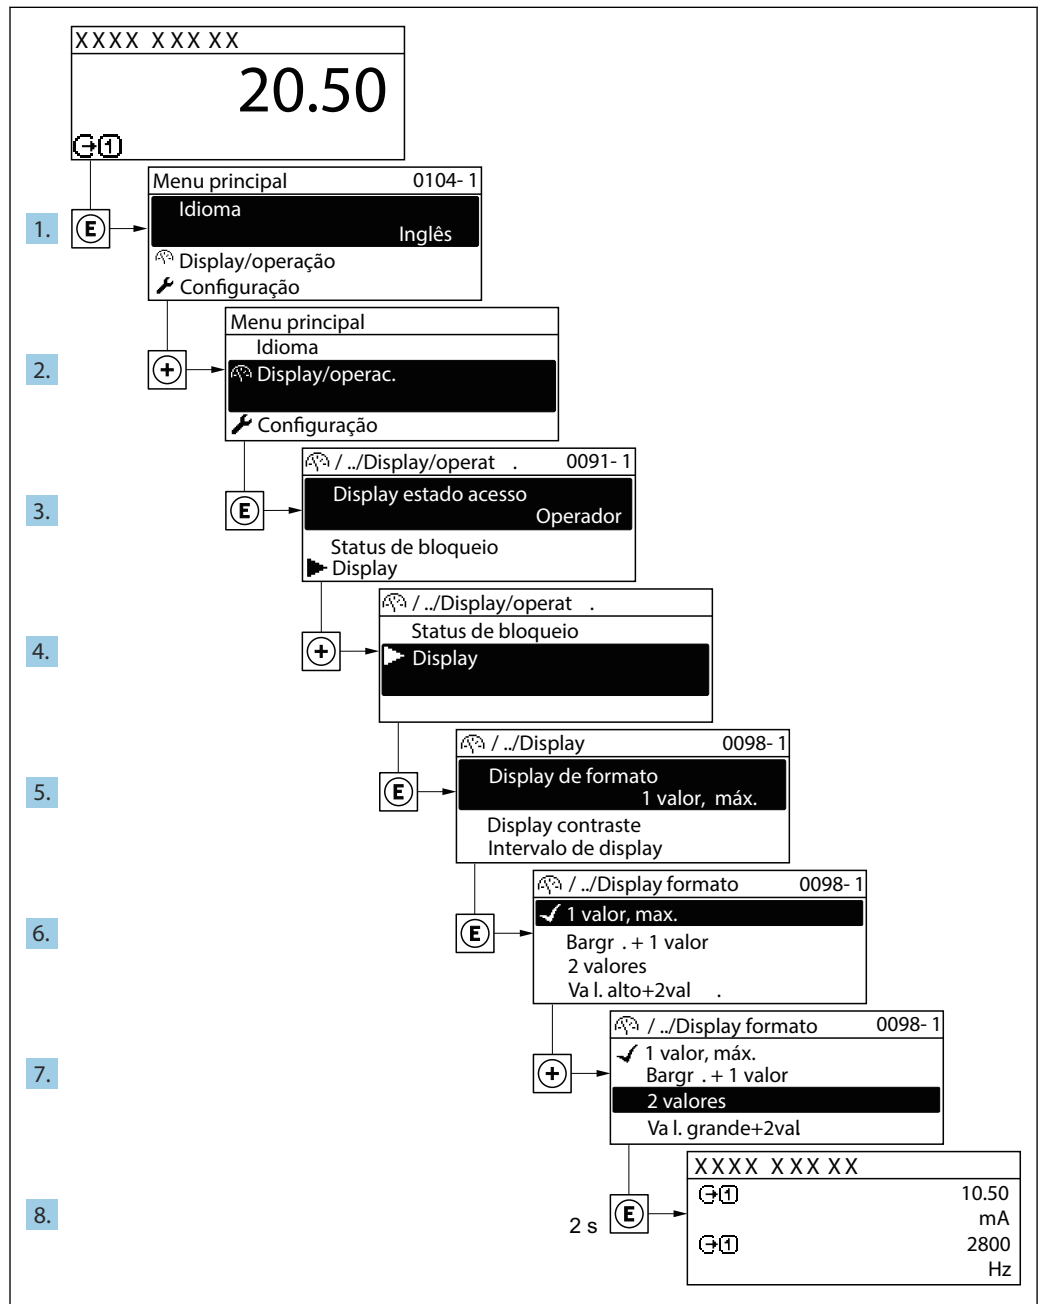 XXXX XXX XX
20.50
1
Menu principal 0104-1
1. E Idioma
Inglês
Display/operação
Configuração
Menu principal
Idioma
2. + Display/operac.
Configuração
/ ../Display/operat . 0091-1
3. E Display estado acesso
Operador
Status de bloqueio
Display
/ ../Display/operat .
Status de bloqueio
4. + Display
/ ../Display 0098-1
5. E Display de formato
1 valor, máx.
Display contraste
Intervalo de display
/ ../Display formato 0098-1
6. E 1 valor, max.
Bargr . + 1 valor
2 valores
Va l. alto+2val .
/ ../Display formato 0098-1
7. + 1 valor, máx.
Bargr . + 1 valor
2 valores
Va l. grande+2val.
XXXX XXX XX
8. 2 s E 1 10.50
mA
1 2800
Hz